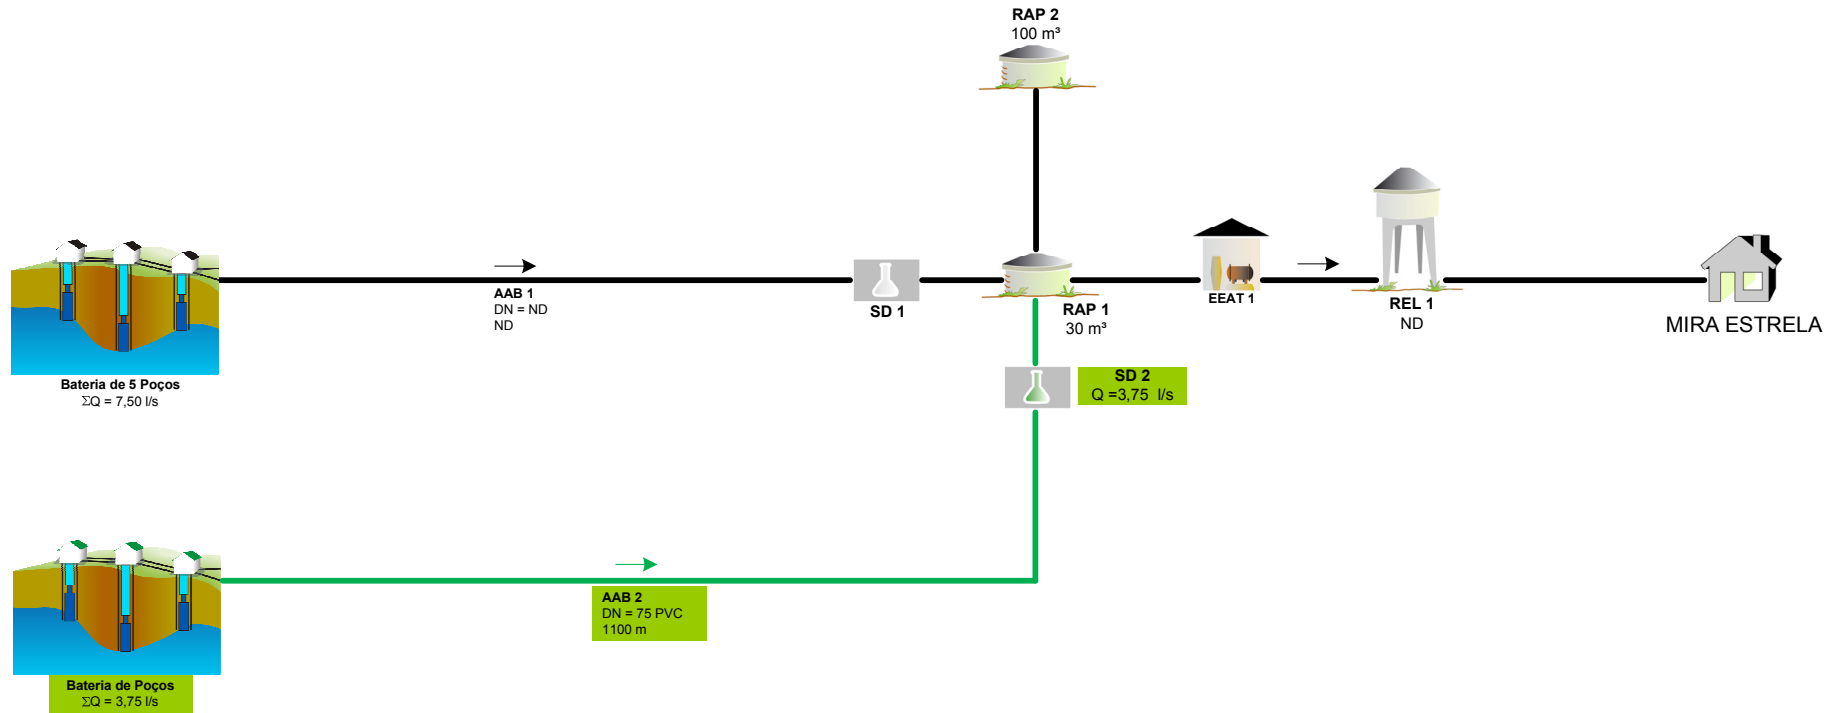 RAP 2
100 m³
AAB 1
DN = ND
ND
SD 1
RAP 1
30 m³
EEAT 1
REL 1
ND
MIRA ESTRELA
Bateria de 5 Poços
ΣQ = 7,50 l/s
SD 2
Q =3,75 l/s
AAB 2
DN = 75 PVC
1100 m
Bateria de Poços
ΣQ = 3,75 l/s